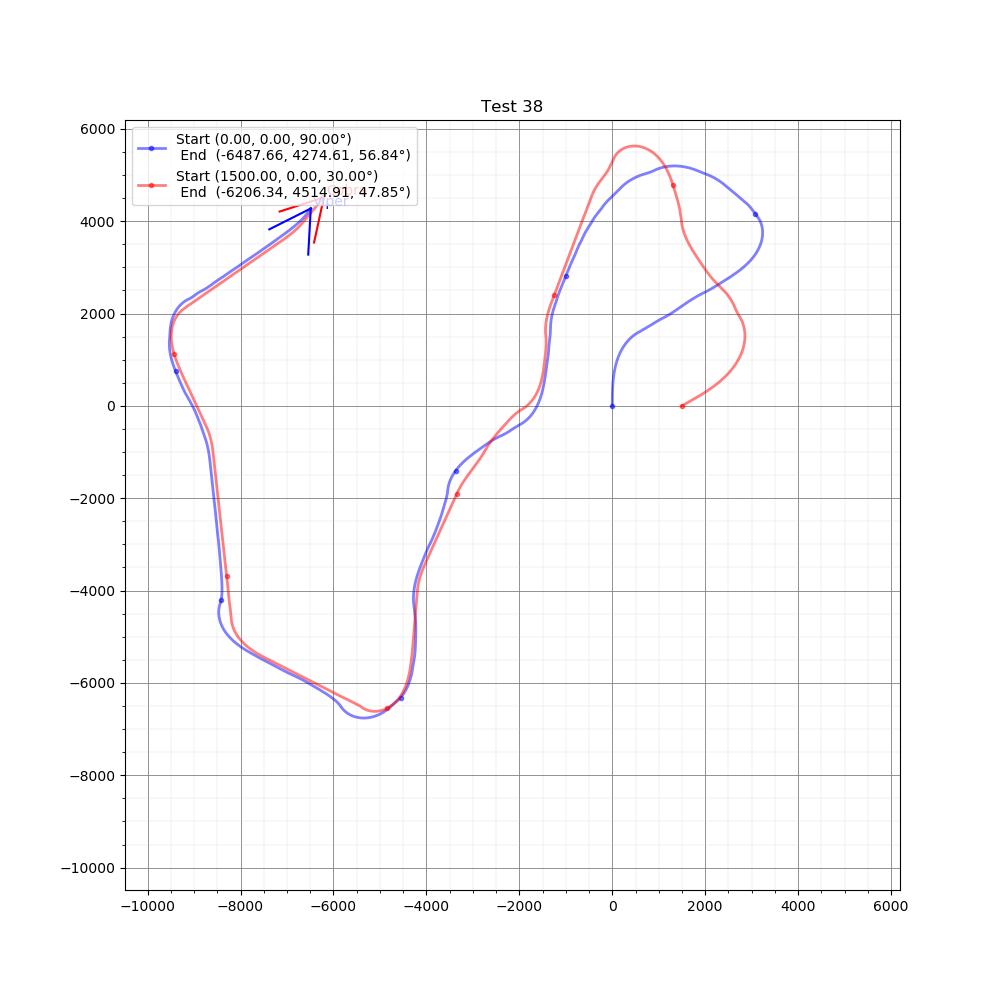 Test 38
Start (0.00, 0.00, 90.00°)
End (-6487.66, 4274.61, 56.84°)
Start (1500.00, 0.00, 30.00°)
End (-6206.34, 4514.91, 47.85°)
Viper
6000
4000
2000
0
−2000
−4000
−6000
−8000
−10000
−10000 −8000 −6000 −4000 −2000 0 2000 4000 6000